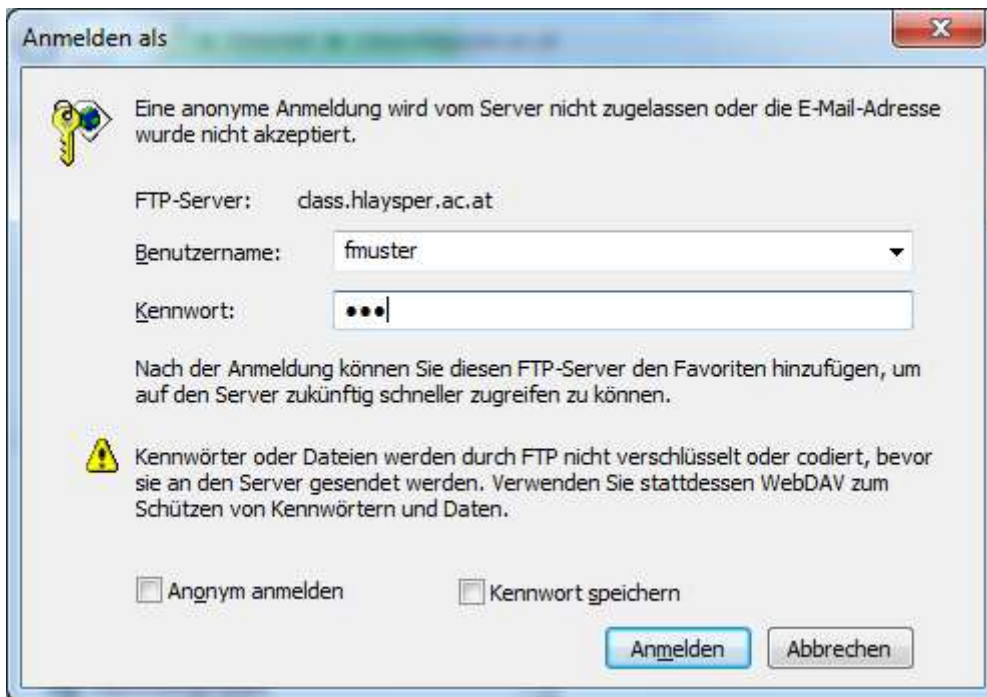 Anmelden als
Eine anonyme Anmeldung wird vom Server nicht zugelassen oder die E-Mail-Adresse
wurde nicht akzeptiert.
FTP-Server: class.hlaysper.ac.at
Benutzername: fmuster
Kennwort: ●●●
Nach der Anmeldung können Sie diesen FTP-Server den Favoriten hinzufügen, um
auf den Server zukünftig schneller zugreifen zu können.
Kennwörter oder Dateien werden durch FTP nicht verschlüsselt oder codiert, bevor
sie an den Server gesendet werden. Verwenden Sie stattdessen WebDAV zum
Schützen von Kennwörtern und Daten.
Anonym anmelden Kennwort speichern
Anmelden Abbrechen